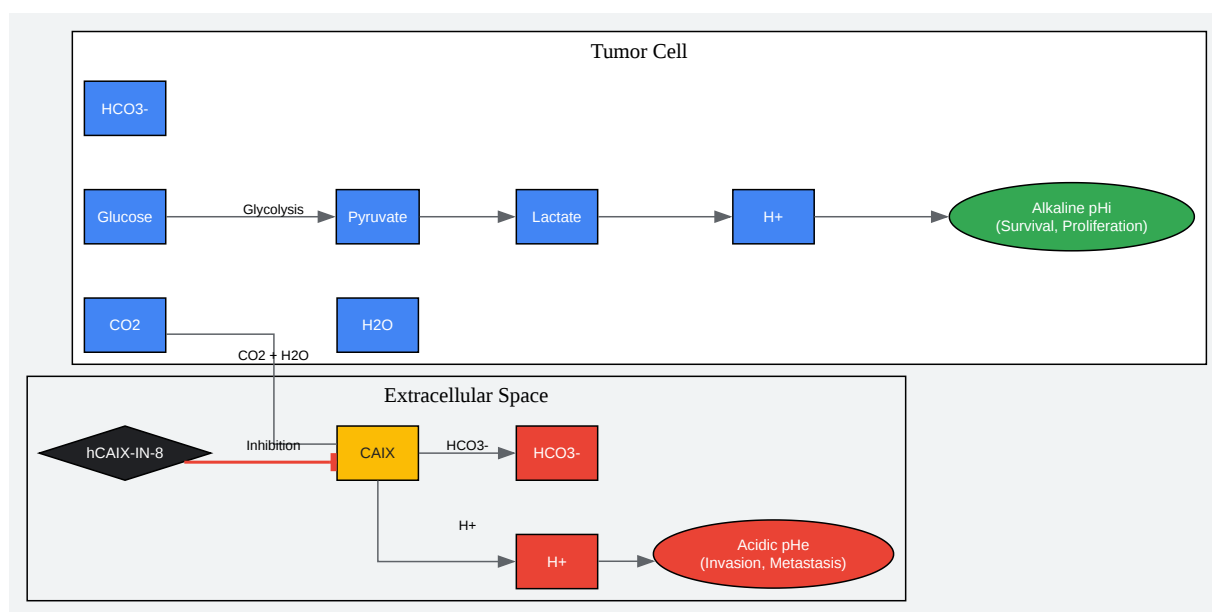 Tumor Cell
HCO3-
Glucose
Glycolysis
Pyruvate
Lactate
H+
Alkaline pHi
(Survival, Proliferation)
CO2
H2O
CO2 + H2O
Extracellular Space
hCAIX-IN-8
Inhibition
CAIX
HCO3-
HCO3-
H+
H+
Acidic pHe
(Invasion, Metastasis)